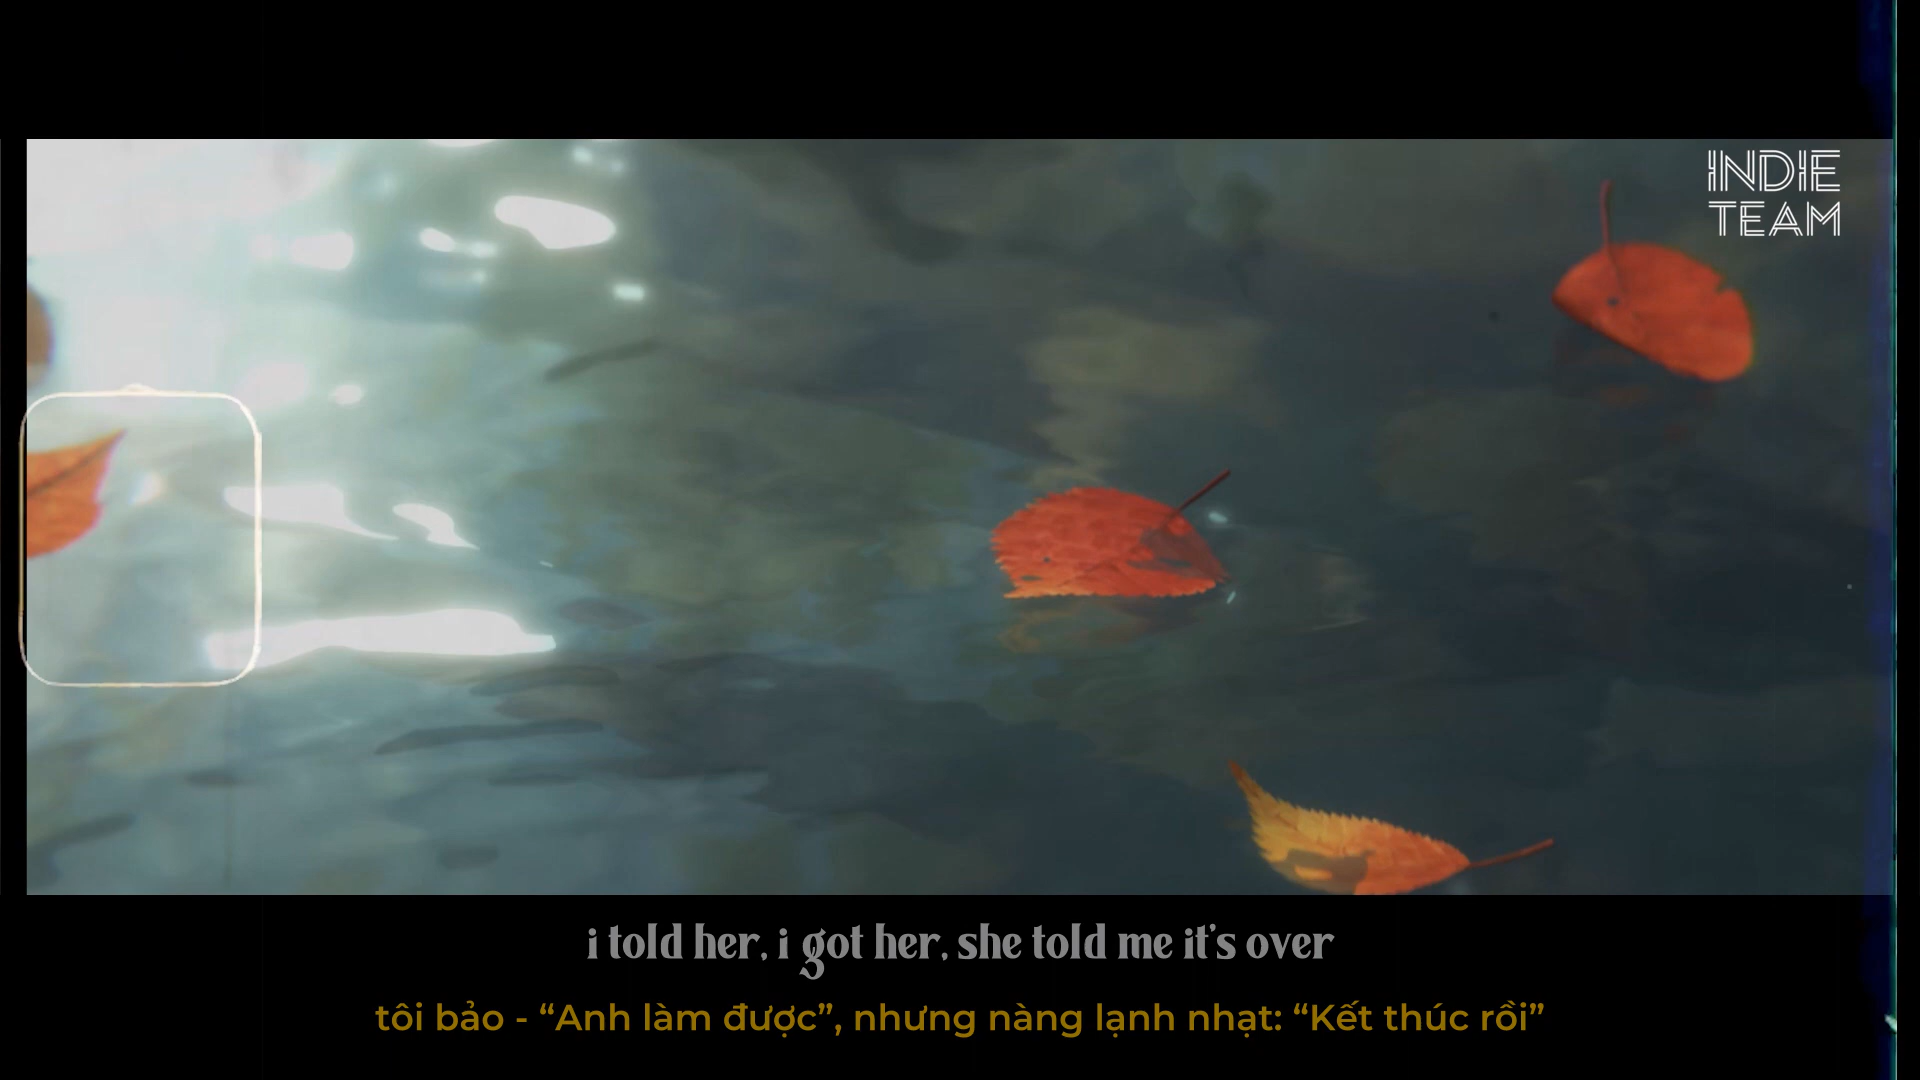 INDIE
TEAM
i told her, i got her, she told me it's over
tôi bảo - “Anh làm được”, nhưng nàng lạnh nhạt: “Kết thúc rồi”